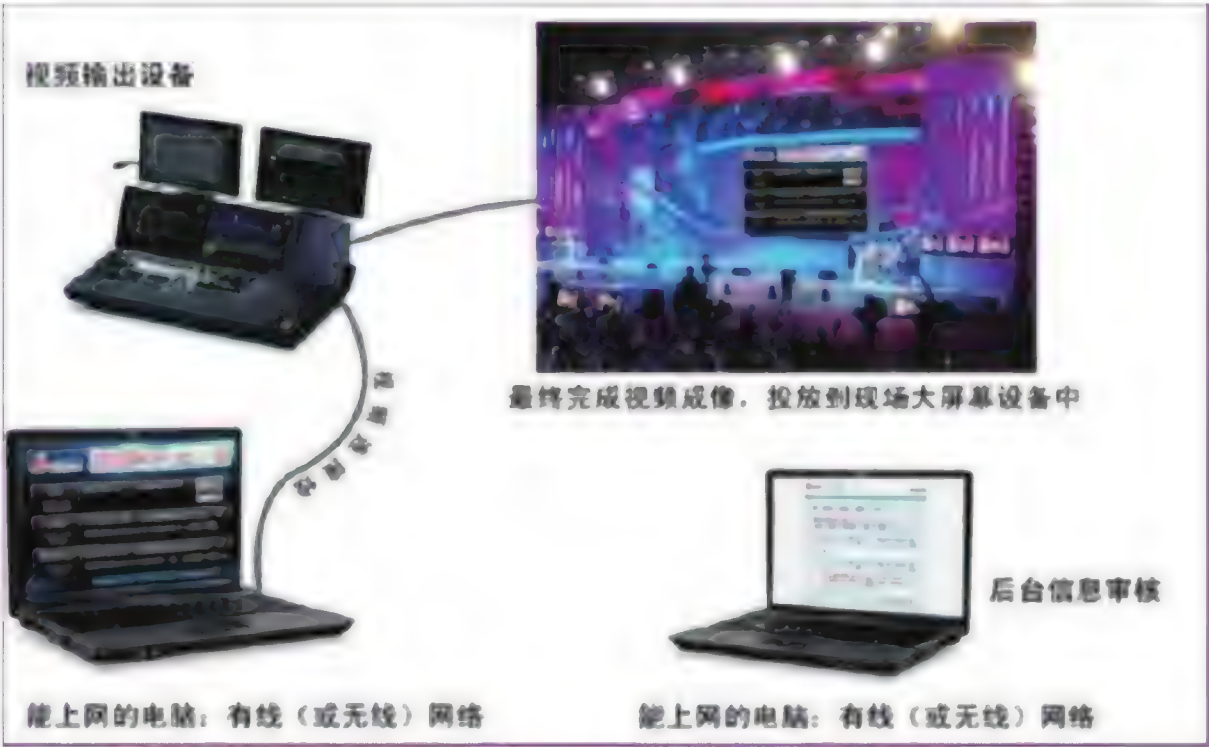 视频输出设备
最终完成视频成像，投放到现场大屏幕设备中
后台信息审核
能上网的电脑：有线（或无线）网络
能上网的电脑：有线（或无线）网络